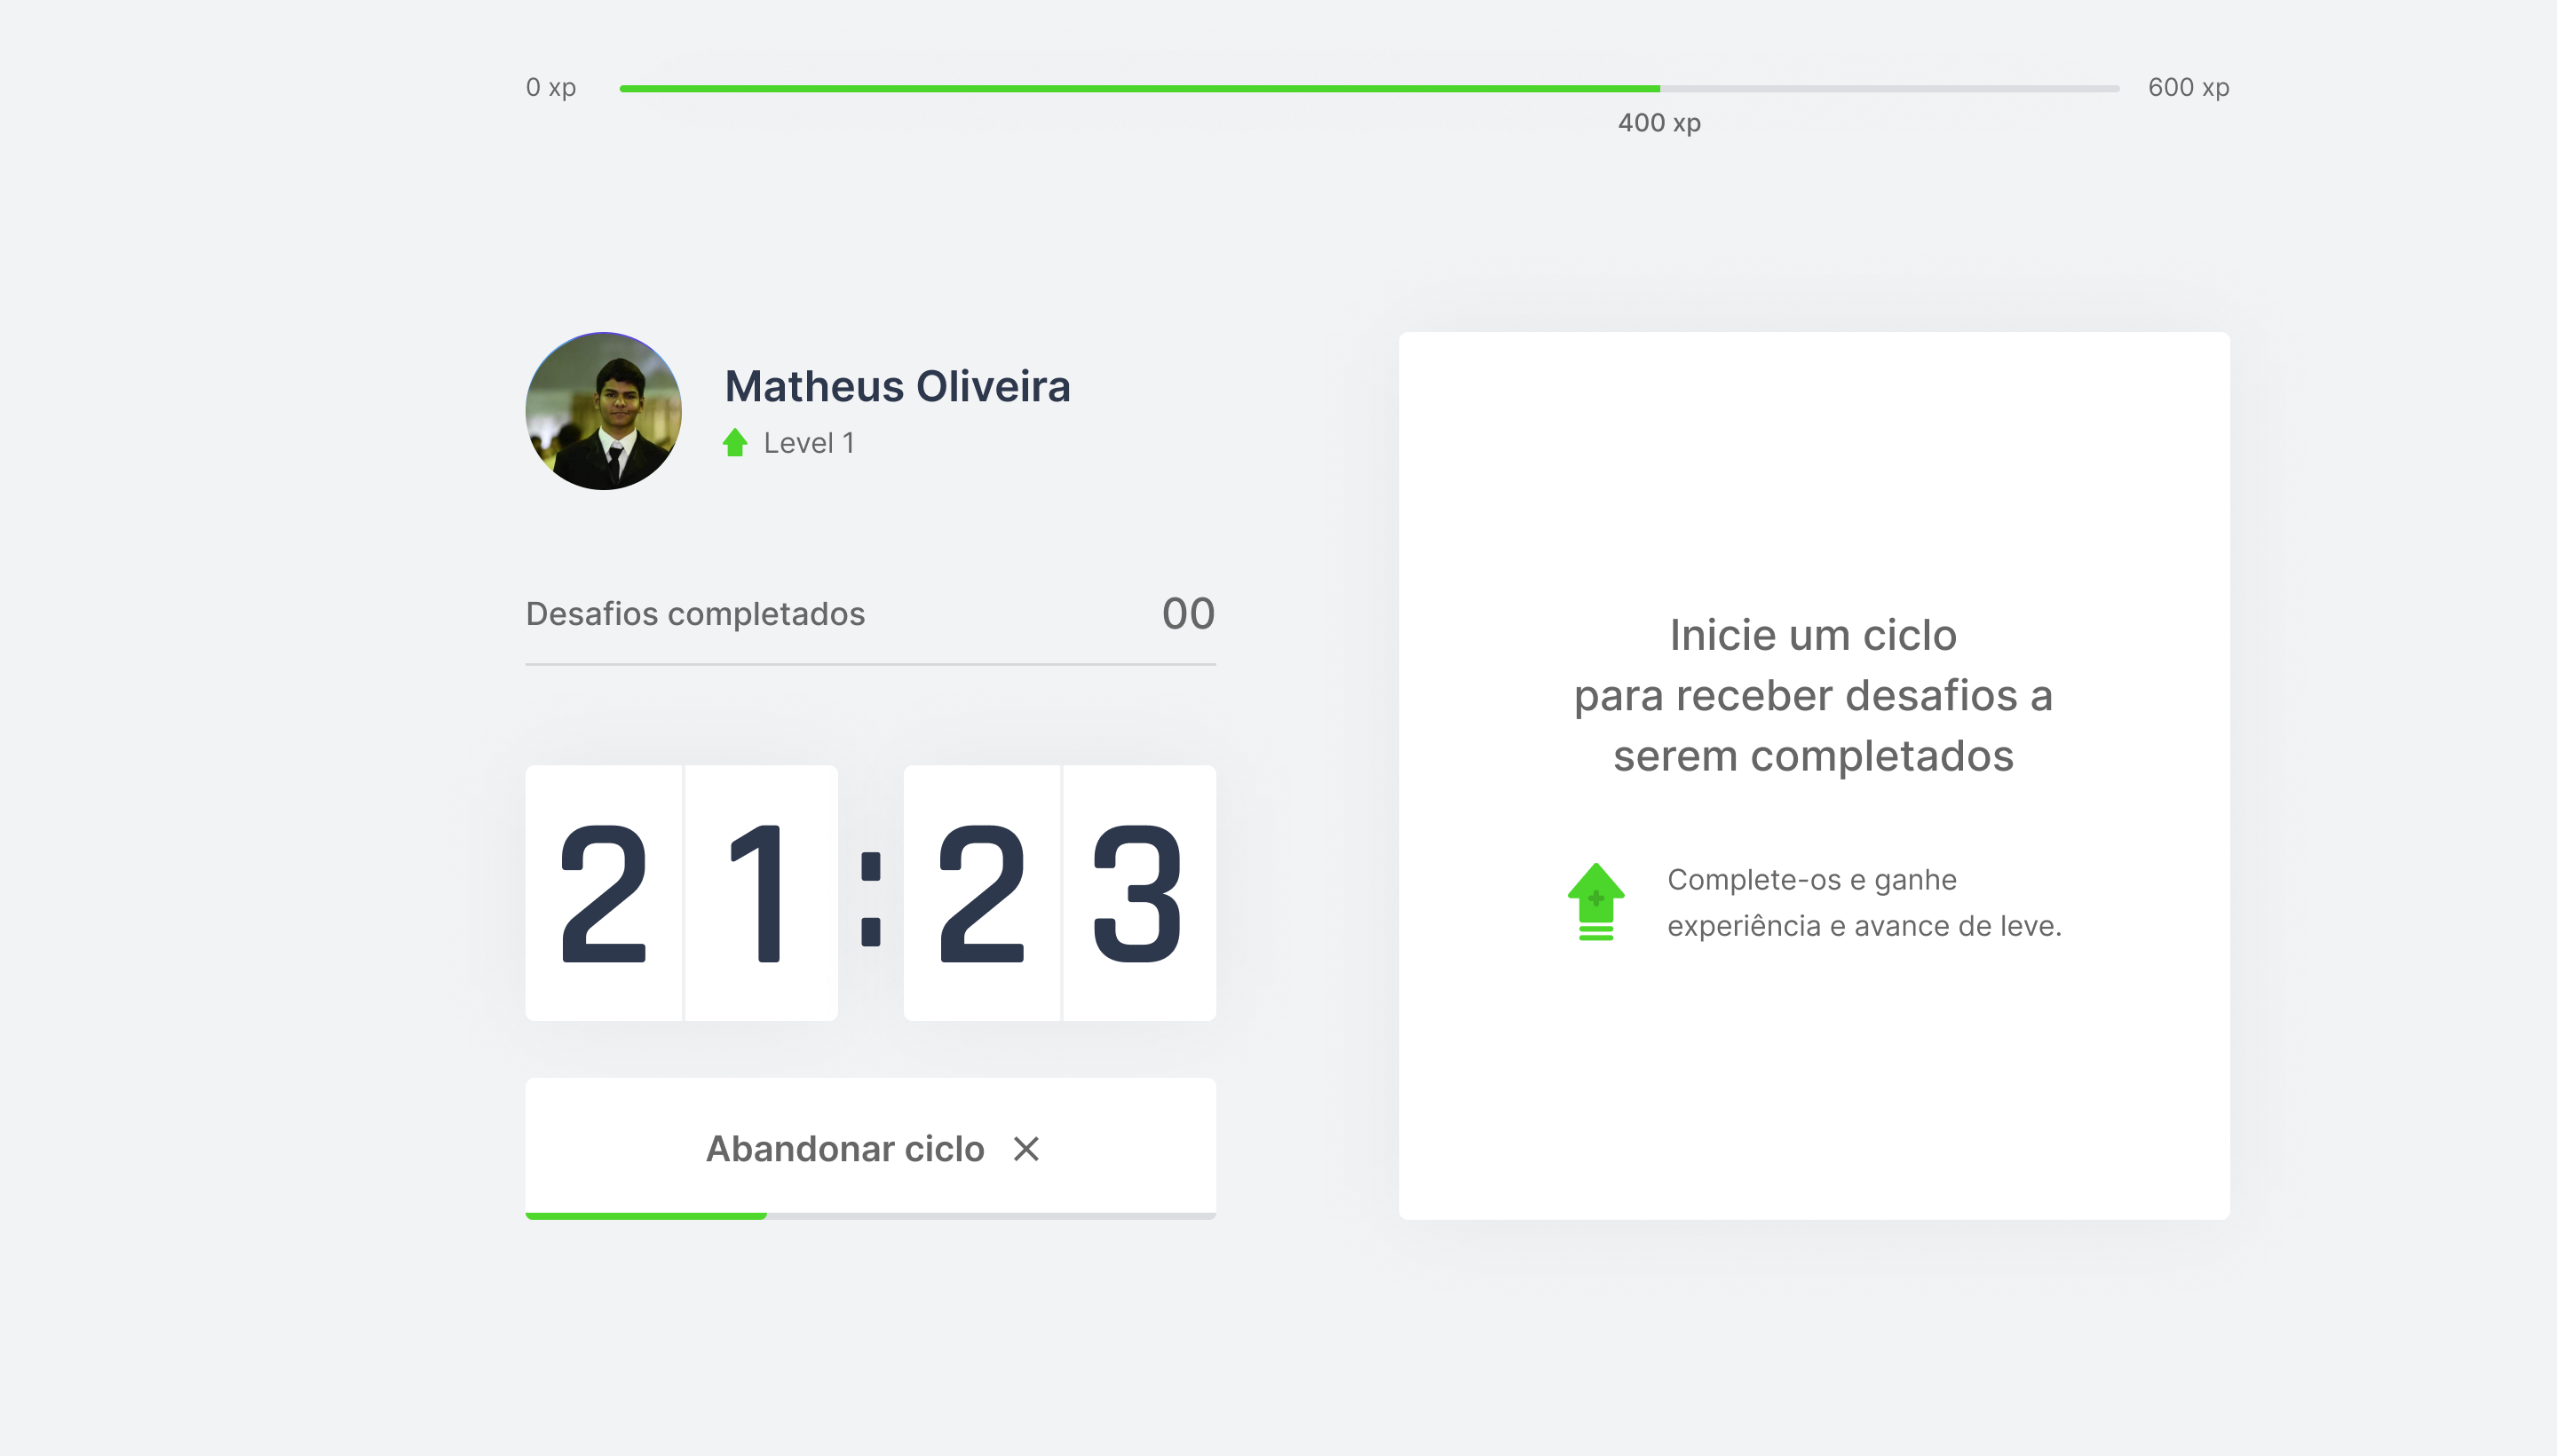 0 xp
600 xp
400 xp
Matheus Oliveira
Level 1
Desafios completados
00
21:23
Abandonar ciclo
Inicie um ciclo
para receber desafios a
serem completados
Complete-os e ganhe
experiência e avance de leve.